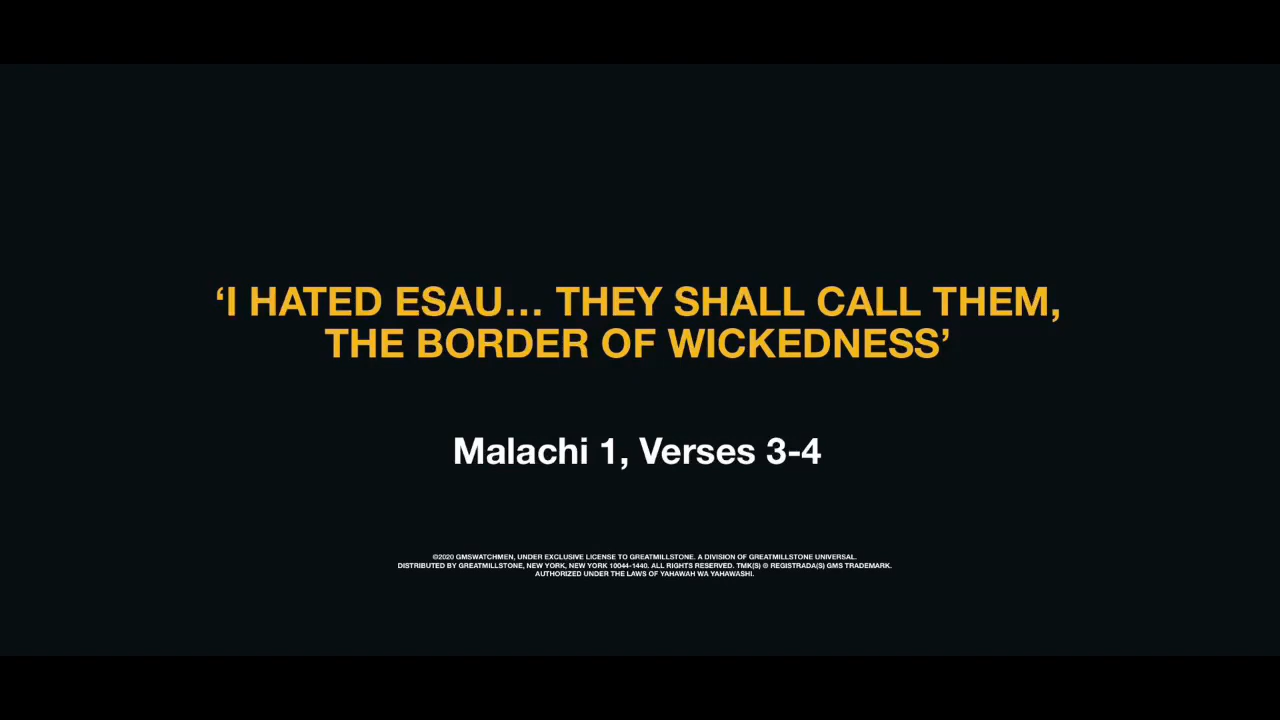 ‘I HATED ESAU... THEY SHALL CALL THEM,
THE BORDER OF WICKEDNESS’
Malachi 1, Verses 3-4
©2020 GMSWATCHMEN, UNDER EXCLUSIVE LICENSE TO GREATMILLSTONE. A DIVISION OF GREATMILLSTONE UNIVERSAL.
DISTRIBUTED BY GREATMILLSTONE, NEW YORK, NEW YORK 10044-1440. ALL RIGHTS RESERVED. TMK(S) ® REGISTRADA(S) GMS TRADEMARK.
AUTHORIZED UNDER THE LAWS OF YAHAWAH WA YAHAWASHI.